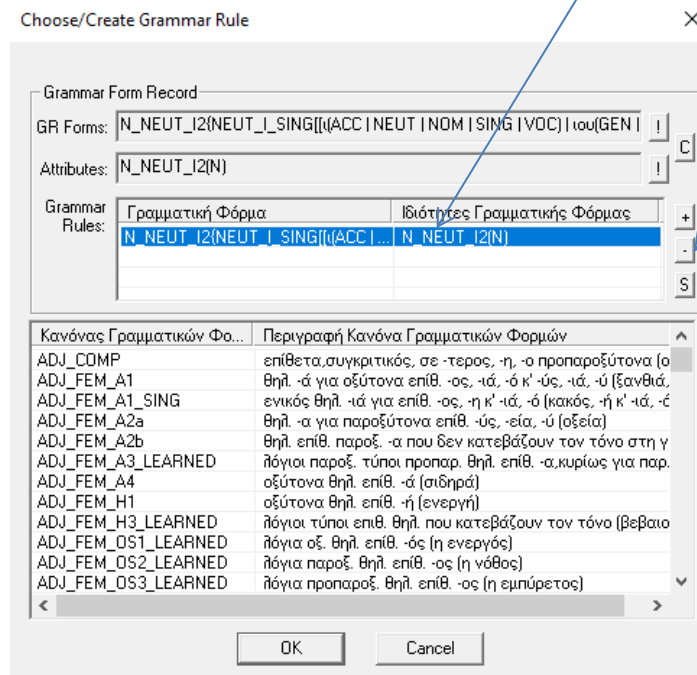 Choose/Create Grammar Rule
Grammar Form Record
GR Forms: N_NEUT_I2{NEUT_I_SING[[ι(ACC | NEUT | NOM | SING | VOC) | ιου(GEN | !
C
Attributes: N_NEUT_I2(N) !
Grammar Rules:
Γραμματική Φόρμα Ιδιότητες Γραμματικής Φόρμας
N_NEUT_I2{NEUT_I_SING[[ι(ACC | ... N_NEUT_I2(N)
+
-
S
Κανόνας Γραμματικών Φο... Περιγραφή Κανόνα Γραμματικών Φορμών
ADJ_COMP επίθετα,συγκριτικός, σε -τερος, -η, -ο προπαροξύτονα (ο
ADJ_FEM_A1 θηλ. -ά για οξύτονα επίθ. -ος, -ιά, -ό κ' -ύς, -ιά, -ύ (ξανθιά,
ADJ_FEM_A1_SING ενικός θηλ. -ιά για επίθ. -ος, -η κ' -ιά, -ό (κακός, -ή κ' -ιά, -ό
ADJ_FEM_A2a θηλ. -α για παροξύτονα επίθ. -ύς, -εία, -ύ (οξεία)
ADJ_FEM_A2b θηλ. επίθ. παροξ. -α που δεν κατεβάζουν τον τόνο στη γ
ADJ_FEM_A3_LEARNED λόγιοι παροξ. τύποι προπαρ. θηλ. επίθ. -α,κυρίως για παρ.
ADJ_FEM_A4 οξύτονα θηλ. επίθ. -ά (σιδηρά)
ADJ_FEM_H1 οξύτονα θηλ. επίθ. -ή (ενεργή)
ADJ_FEM_H3_LEARNED λόγιοι τύποι επιθ. θηλ. που κατεβάζουν τον τόνο (βεβαιο
ADJ_FEM_OS1_LEARNED λόγια οξ. θηλ. επίθ. -ός (η ενεργός)
ADJ_FEM_OS2_LEARNED λόγια παροξ. θηλ. επίθ. -ος (η νόθος)
ADJ_FEM_OS3_LEARNED λόγια προπαροξ. θηλ. επίθ. -ος (η εμπύρετος)
OK Cancel